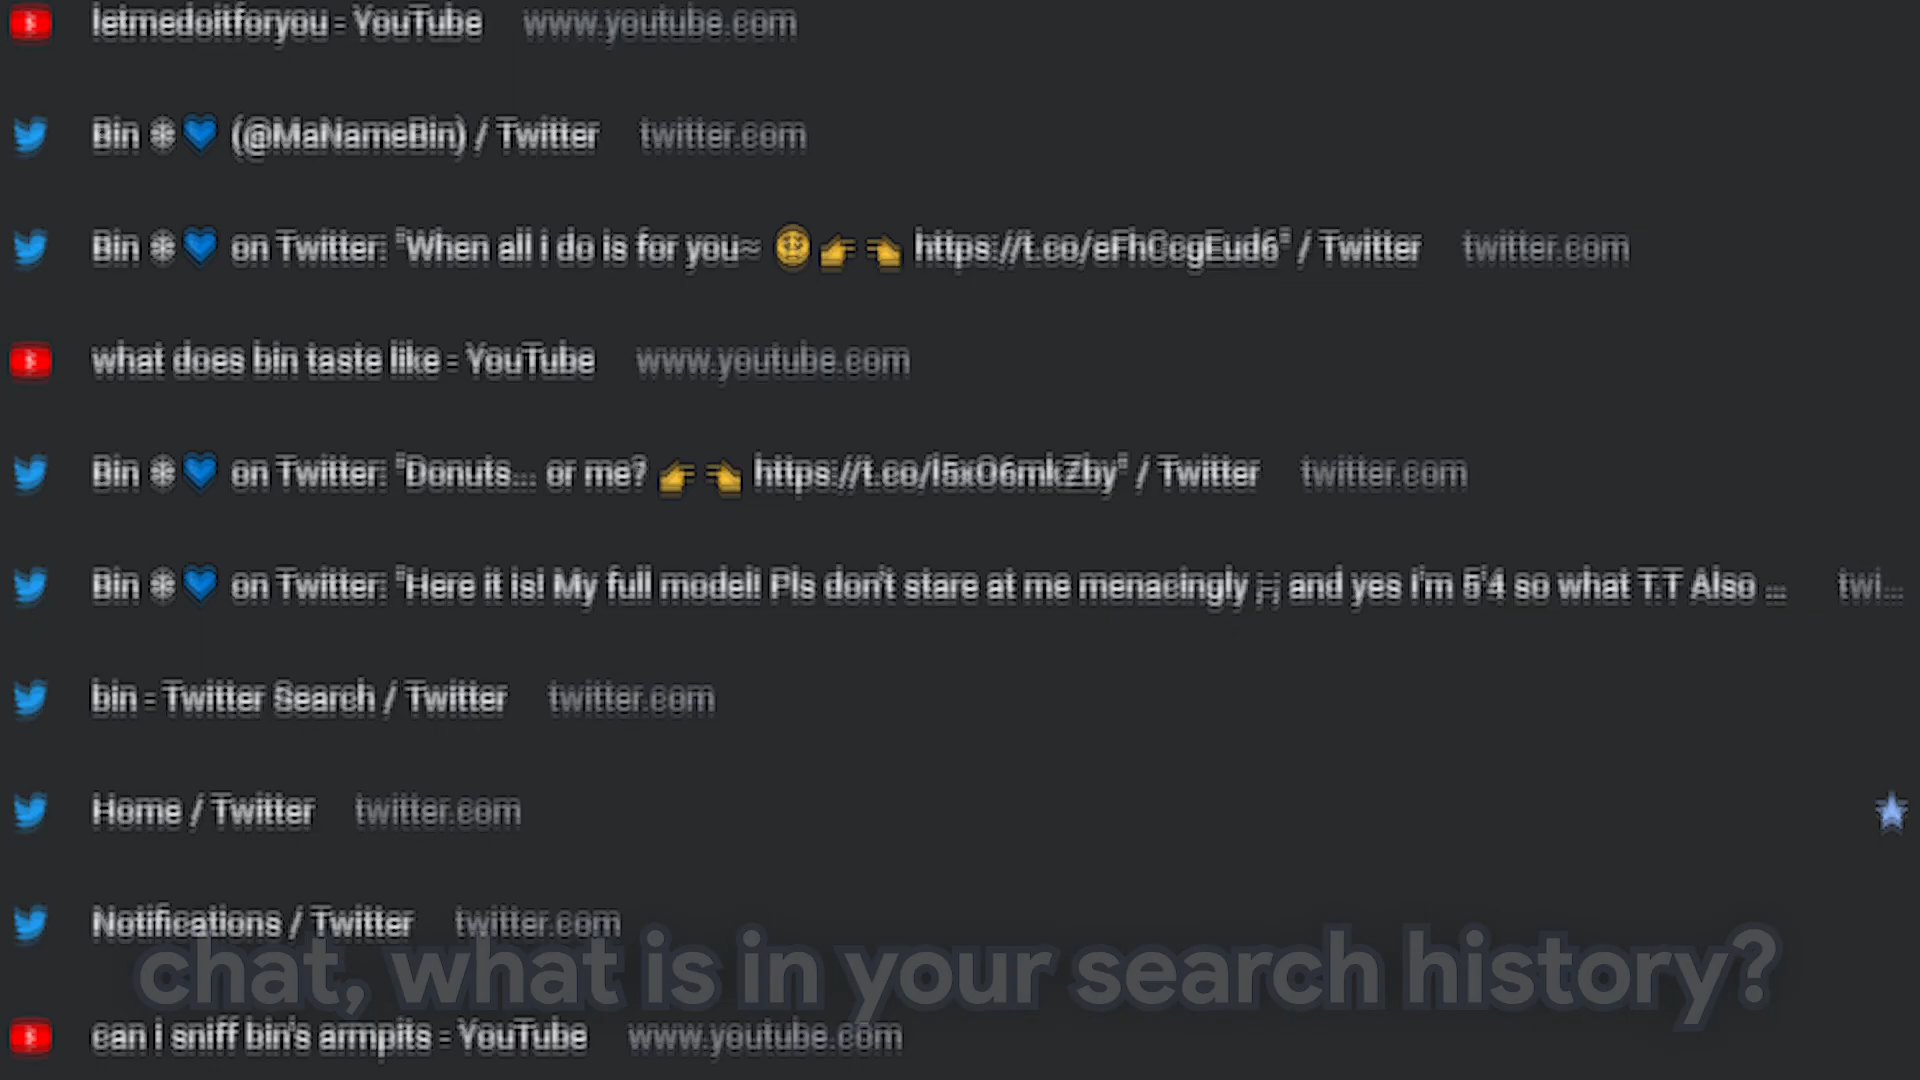 letmedoitforyou - YouTube www.youtube.com
Bin ❄💙 (@MaNameBin) / Twitter twitter.com
Bin ❄💙 on Twitter: "When all i do is for you~ 🥺👉👈 https://t.co/eFhCcgEud6" / Twitter twitter.com
what does bin taste like - YouTube www.youtube.com
Bin ❄💙 on Twitter: "Donuts... or me? 👉👈 https://t.co/l5xO6mkZby" / Twitter twitter.com
Bin ❄💙 on Twitter: "Here it is! My full model! Pls don't stare at me menacingly ;-; and yes i'm 5'4 so what T.T Also ... twi...
bin - Twitter Search / Twitter twitter.com
Home / Twitter twitter.com
Notifications / Twitter twitter.com
chat, what is in your search history?
can i sniff bin's armpits - YouTube www.youtube.com